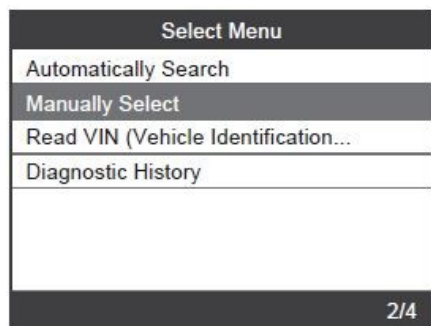 Select Menu
Automatically Search
Manually Select
Read VIN (Vehicle Identification...
Diagnostic History
2/4